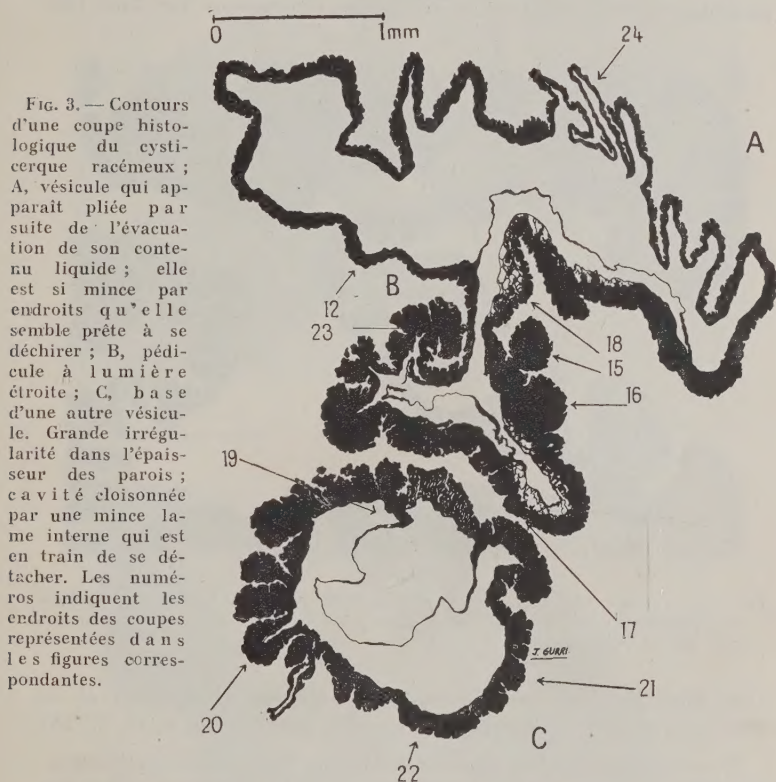 0 1mm
24
A
FIG. 3. — Contours
d'une coupe histo-
logique du cysti-
cerque racémeux ;
A, vésicule qui ap-
paraît pliée par
suite de l'évacua-
tion de son conte-
nu liquide ; elle
est si mince par
endroits qu'elle
semble prête à se
déchirer ; B, pédi-
cule à lumière
étroite ; C, base
d'une autre vésicu-
le. Grande irrégu-
larité dans l'épais-
seur des parois ;
cavité cloisonnée
par une mince la-
me interne qui est
en train de se dé-
tacher. Les numé-
ros indiquent les
endroits des coupes
représentées dans
les figures corres-
pondantes.
12
B
23
18
15
16
19
17
J. GURRI
20
21
22
C